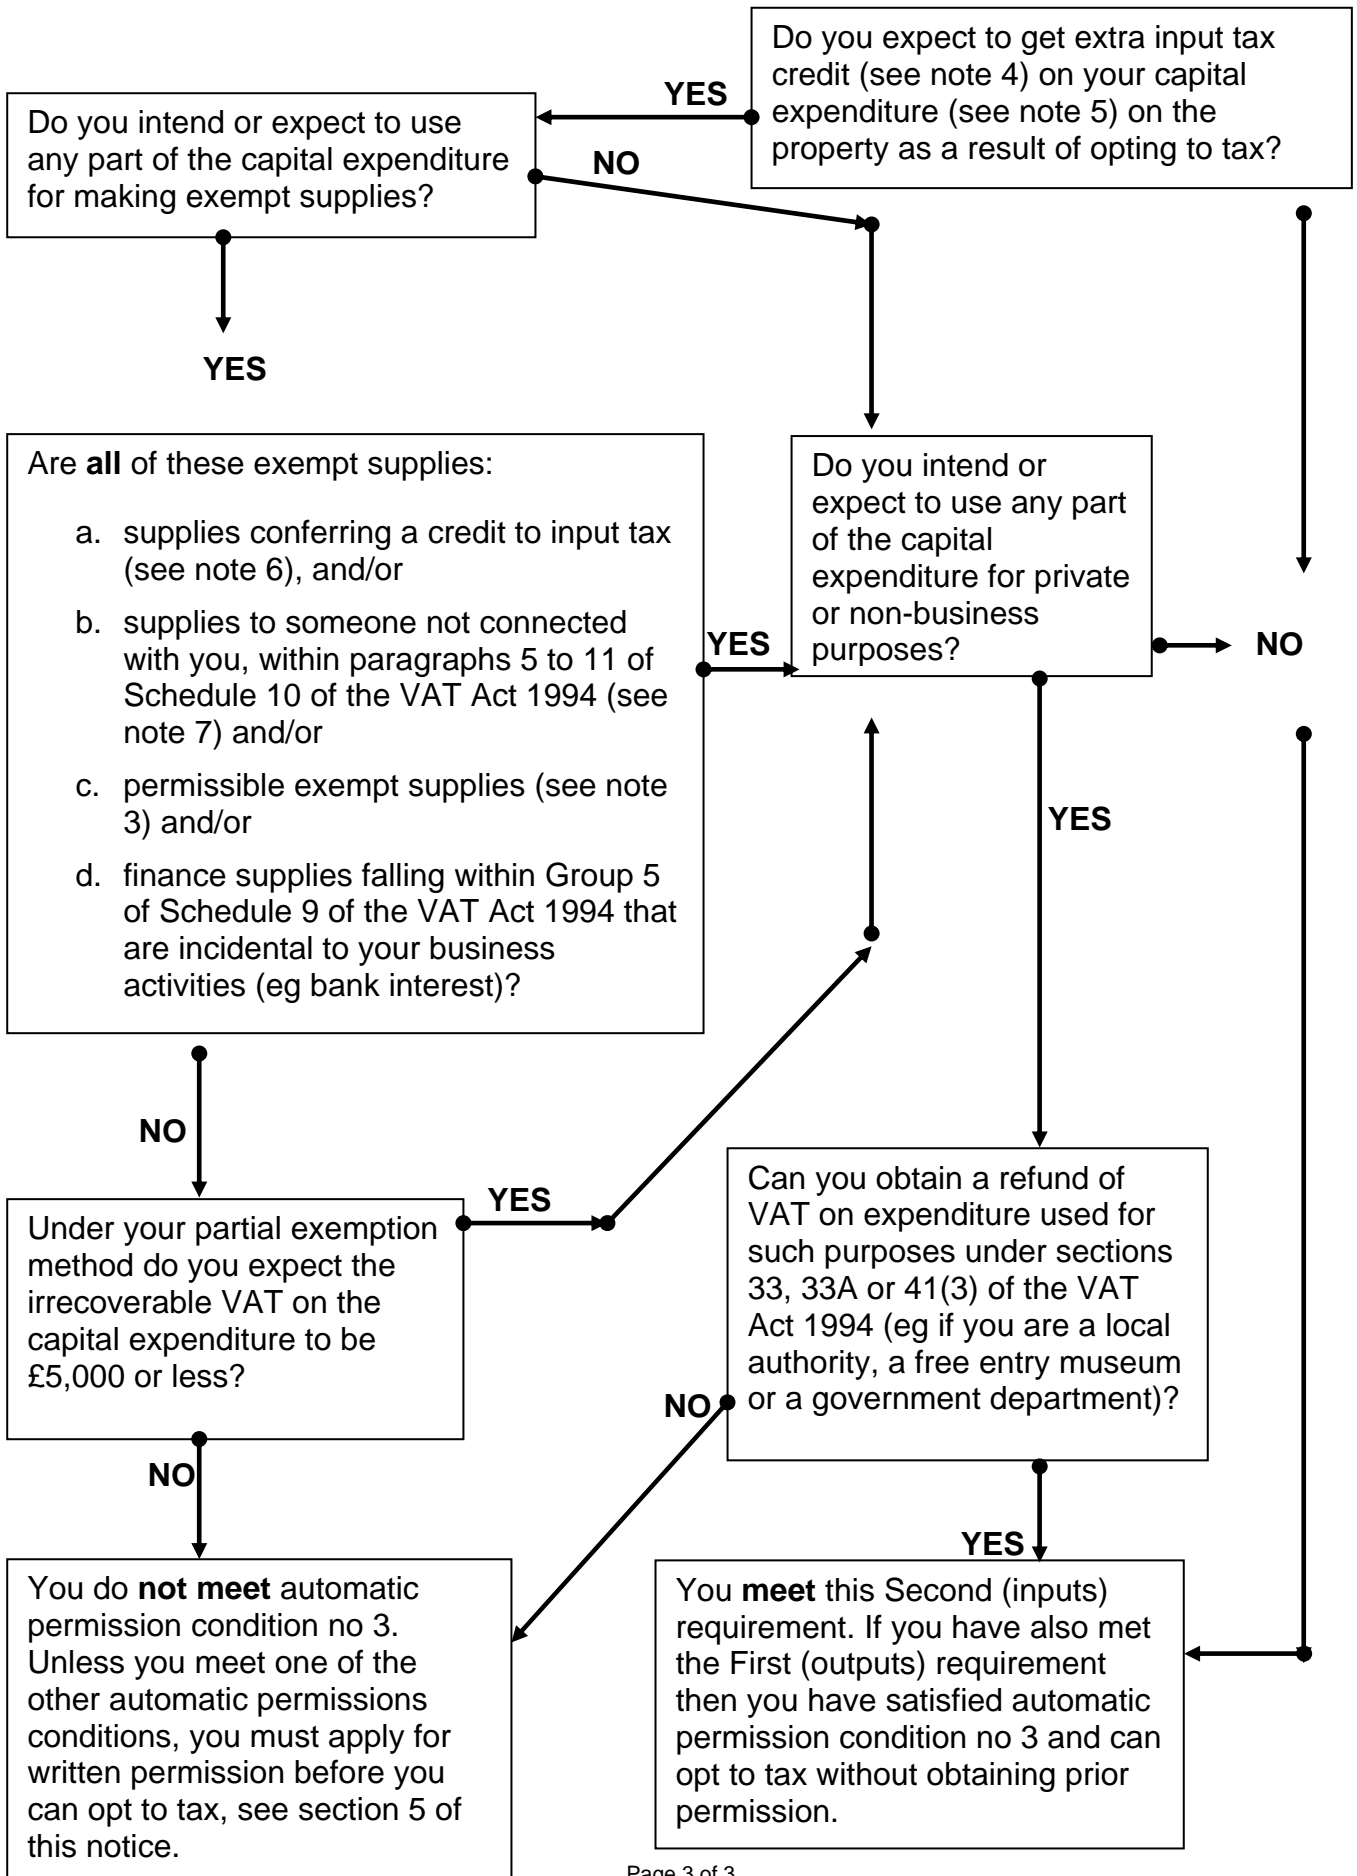 Do you expect to get extra input tax
credit (see note 4) on your capital
expenditure (see note 5) on the
property as a result of opting to tax?
YES
Do you intend or expect to use
any part of the capital expenditure
for making exempt supplies?
NO
YES
Are all of these exempt supplies:
a. supplies conferring a credit to input tax
(see note 6), and/or
b. supplies to someone not connected
with you, within paragraphs 5 to 11 of
Schedule 10 of the VAT Act 1994 (see
note 7) and/or
c. permissible exempt supplies (see note
3) and/or
d. finance supplies falling within Group 5
of Schedule 9 of the VAT Act 1994 that
are incidental to your business
activities (eg bank interest)?
YES
Do you intend or
expect to use any part
of the capital
expenditure for private
or non-business
purposes?
NO
YES
NO
Under your partial exemption
method do you expect the
irrecoverable VAT on the
capital expenditure to be
£5,000 or less?
YES
Can you obtain a refund of
VAT on expenditure used for
such purposes under sections
33, 33A or 41(3) of the VAT
Act 1994 (eg if you are a local
authority, a free entry museum
or a government department)?
NO
NO
YES
You do not meet automatic
permission condition no 3.
Unless you meet one of the
other automatic permissions
conditions, you must apply for
written permission before you
can opt to tax, see section 5 of
this notice.
You meet this Second (inputs)
requirement. If you have also met
the First (outputs) requirement
then you have satisfied automatic
permission condition no 3 and can
opt to tax without obtaining prior
permission.
Page 3 of 3